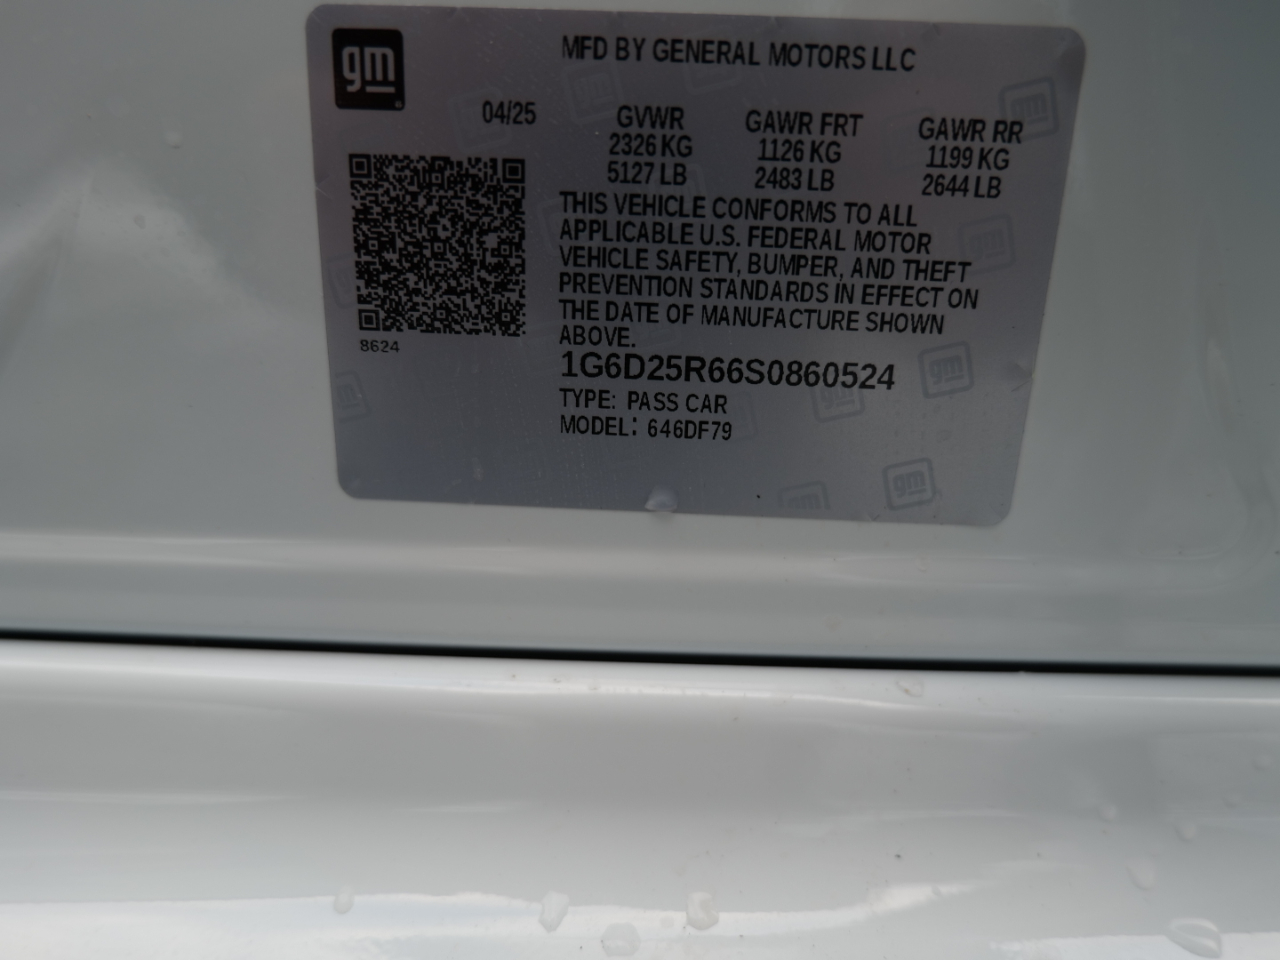 gm
MFD BY GENERAL MOTORS LLC
04/25
GVWR
2326 KG
5127 LB
GAWR FRT
1126 KG
2483 LB
GAWR RR
1199 KG
2644 LB
THIS VEHICLE CONFORMS TO ALL
APPLICABLE U.S. FEDERAL MOTOR
VEHICLE SAFETY, BUMPER, AND THEFT
PREVENTION STANDARDS IN EFFECT ON
THE DATE OF MANUFACTURE SHOWN
ABOVE.
8624
1G6D25R66S0860524
TYPE: PASS CAR
MODEL: 646DF79